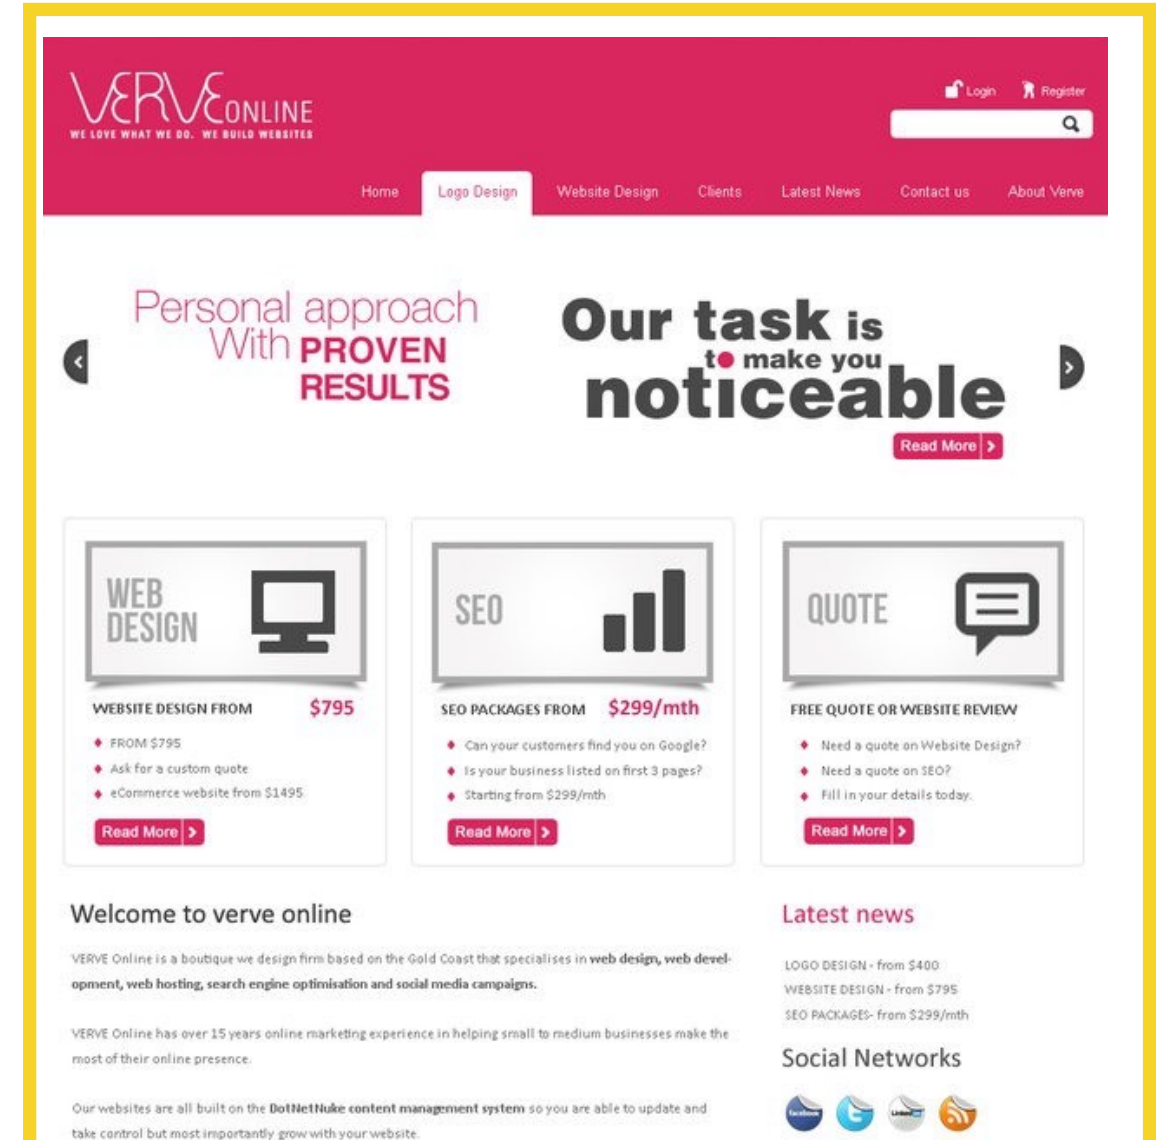 VERVE ONLINE
WE LOVE WHAT WE DO. WE BUILD WEBSITES
Login
Register
Home
Logo Design
Website Design
Clients
Latest News
Contact us
About Verve
Personal approach
With PROVEN
RESULTS
Our task is
to make you
noticeable
Read More
WEB
DESIGN
WEBSITE DESIGN FROM $795
FROM $795
Ask for a custom quote
eCommerce website from $1495
Read More
SEO
SEO PACKAGES FROM $299/mth
Can your customers find you on Google?
Is your business listed on first 3 pages?
Starting from $299/mth
Read More
QUOTE
FREE QUOTE OR WEBSITE REVIEW
Need a quote on Website Design?
Need a quote on SEO?
Fill in your details today.
Read More
Welcome to verve online
VERVE Online is a boutique we design firm based on the Gold Coast that specialises in web design, web devel-
opment, web hosting, search engine optimisation and social media campaigns.
VERVE Online has over 15 years online marketing experience in helping small to medium businesses make the
most of their online presence.
Our websites are all built on the DotNetNuke content management system so you are able to update and
take control but most importantly grow with your website.
Latest news
LOGO DESIGN - from $400
WEBSITE DESIGN - from $795
SEO PACKAGES- from $299/mth
Social Networks
facebook
LinkedIn